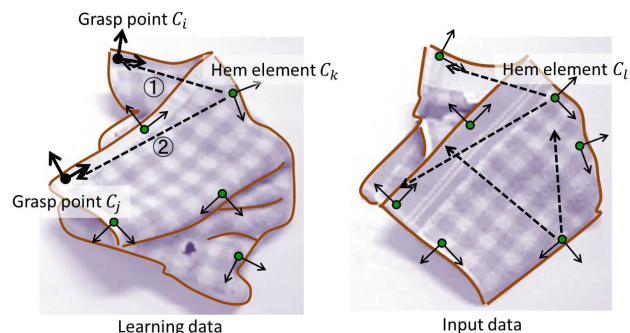 Grasp point C_i
Hem element C_k
①
②
Grasp point C_j
Learning data
Hem element C_l
Input data